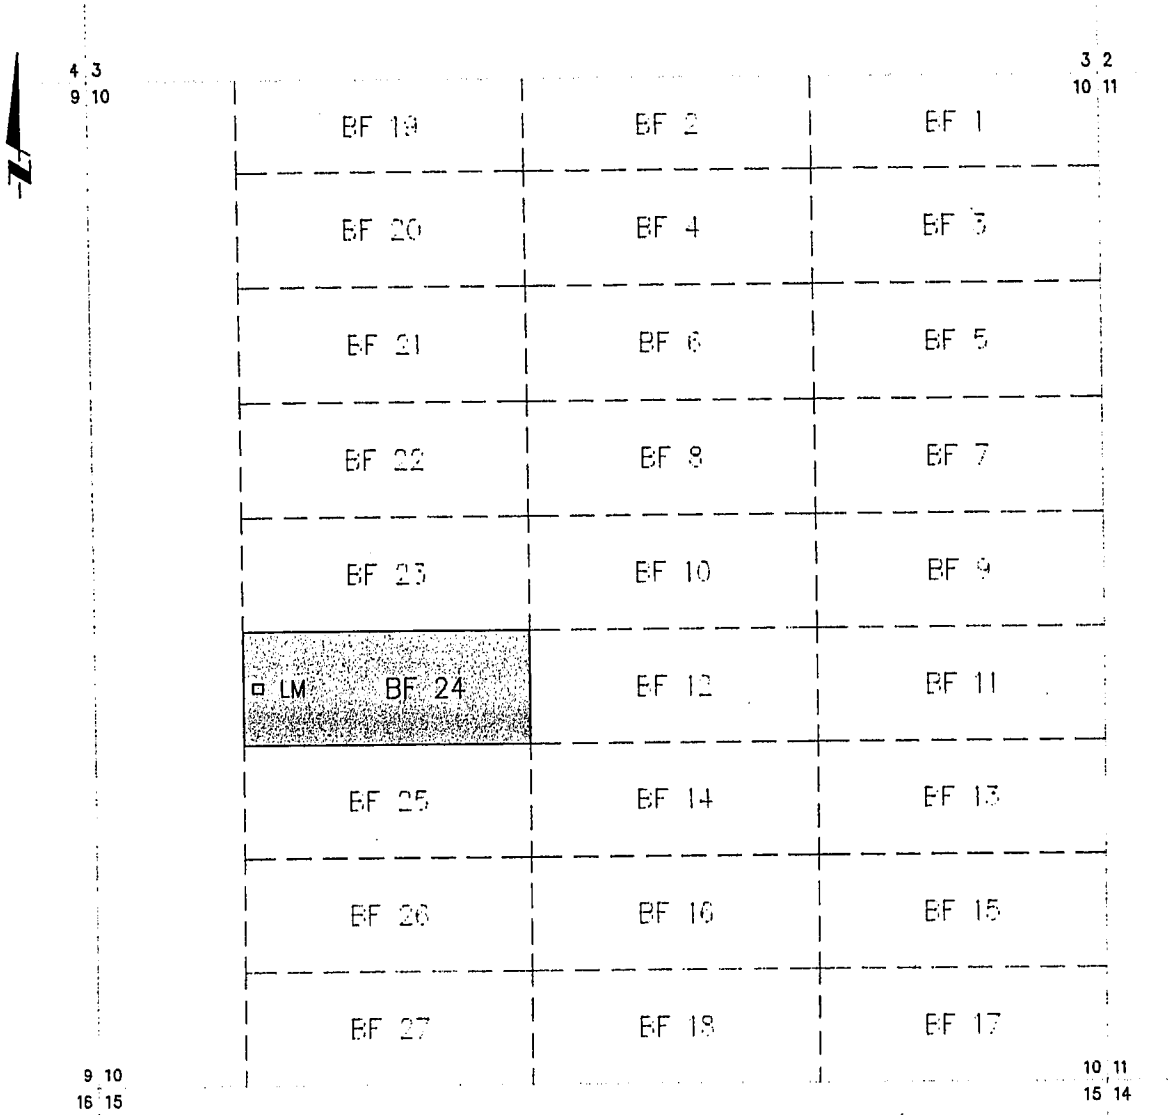 4 3
3 2
9 10
10 11
N
BF 19 BF 2 BF 1
BF 20 BF 4 BF 3
BF 21 BF 6 BF 5
BF 22 BF 8 BF 7
BF 23 BF 10 BF 9
LM BF 24 BF 12 BF 11
BF 25 BF 14 BF 13
BF 26 BF 16 BF 15
BF 27 BF 18 BF 17
9 10
10 11
16 15
15 14